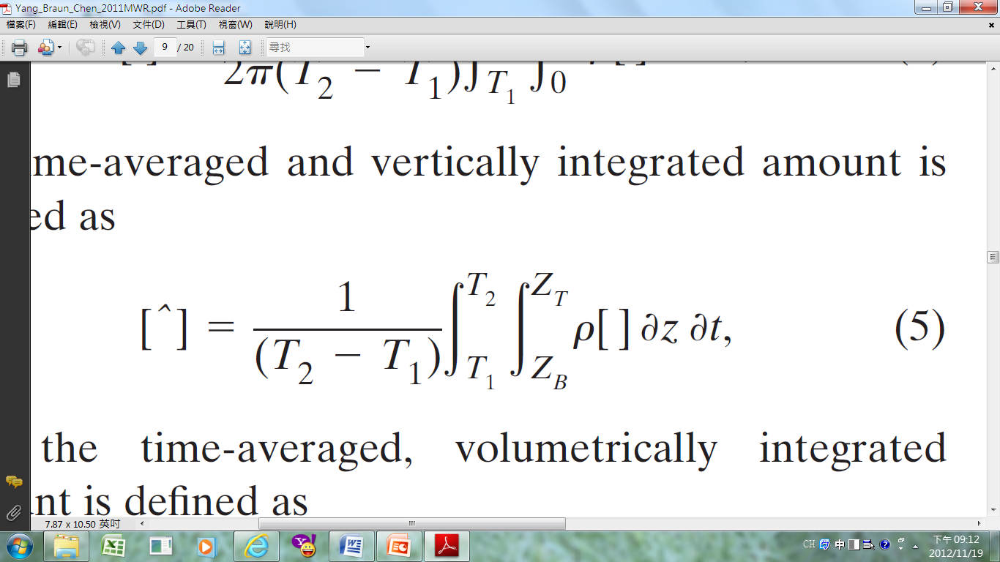 Yang_Braun_Chen_2011MWR.pdf - Adobe Reader
檔案(F) 編輯(E) 檢視(V) 文件(D) 工具(T) 視窗(W) 說明(H)
9 / 20 尋找
2π(T₂ − T₁)∫T₁ ∫0
me-averaged and vertically integrated amount is
ed as
[ˆ] = 1/(T₂ − T₁) ∫_{T₁}^{T₂} ∫_{Z_B}^{Z_T} ρ[ ] ∂z ∂t, (5)
the time-averaged, volumetrically integrated
nt is defined as
7.87 x 10.50 英吋
CH 中 下午 09:12
2012/11/19